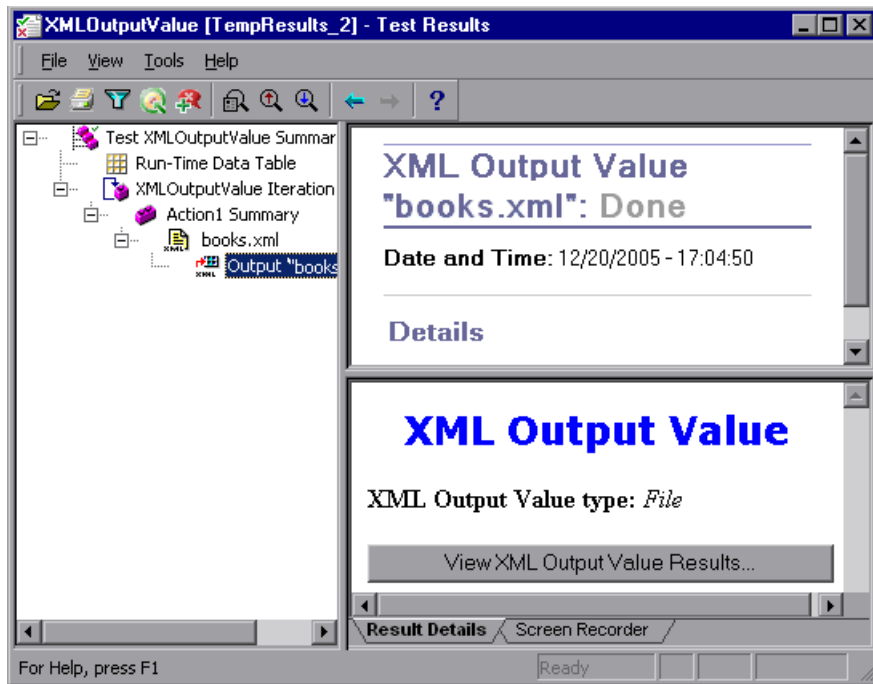 XMLOutputValue [TempResults_2] - Test Results
File View Tools Help
Test XMLOutputValue Summar
Run-Time Data Table
XMLOutputValue Iteration
Action1 Summary
books.xml
Output "books
XML Output Value
"books.xml": Done
Date and Time: 12/20/2005 - 17:04:50
Details
XML Output Value
XML Output Value type: File
View XML Output Value Results...
Result Details Screen Recorder
For Help, press F1 Ready